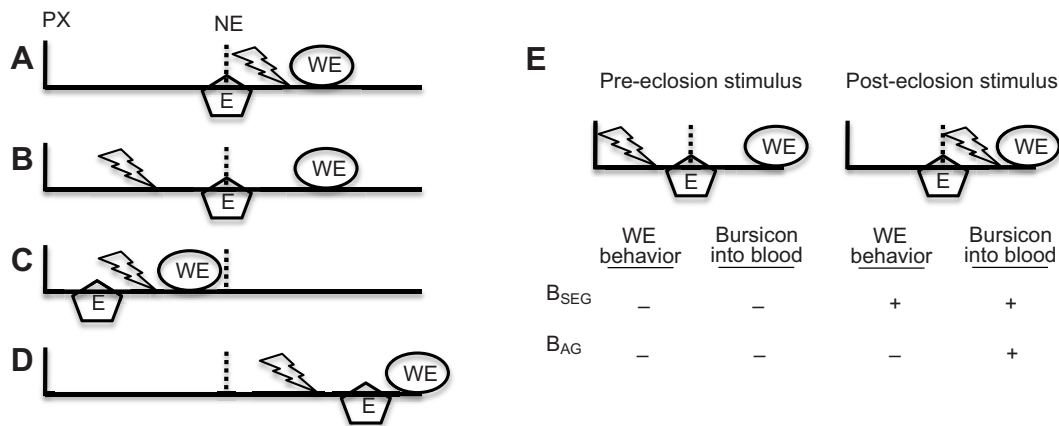 PX NE
A WE
E
B WE
E
C WE
E
D WE
E
E
Pre-eclosion stimulus Post-eclosion stimulus
WE WE
E E
WE Bursicon WE Bursicon
behavior into blood behavior into blood
BSEG – – + +
BAG – – – +